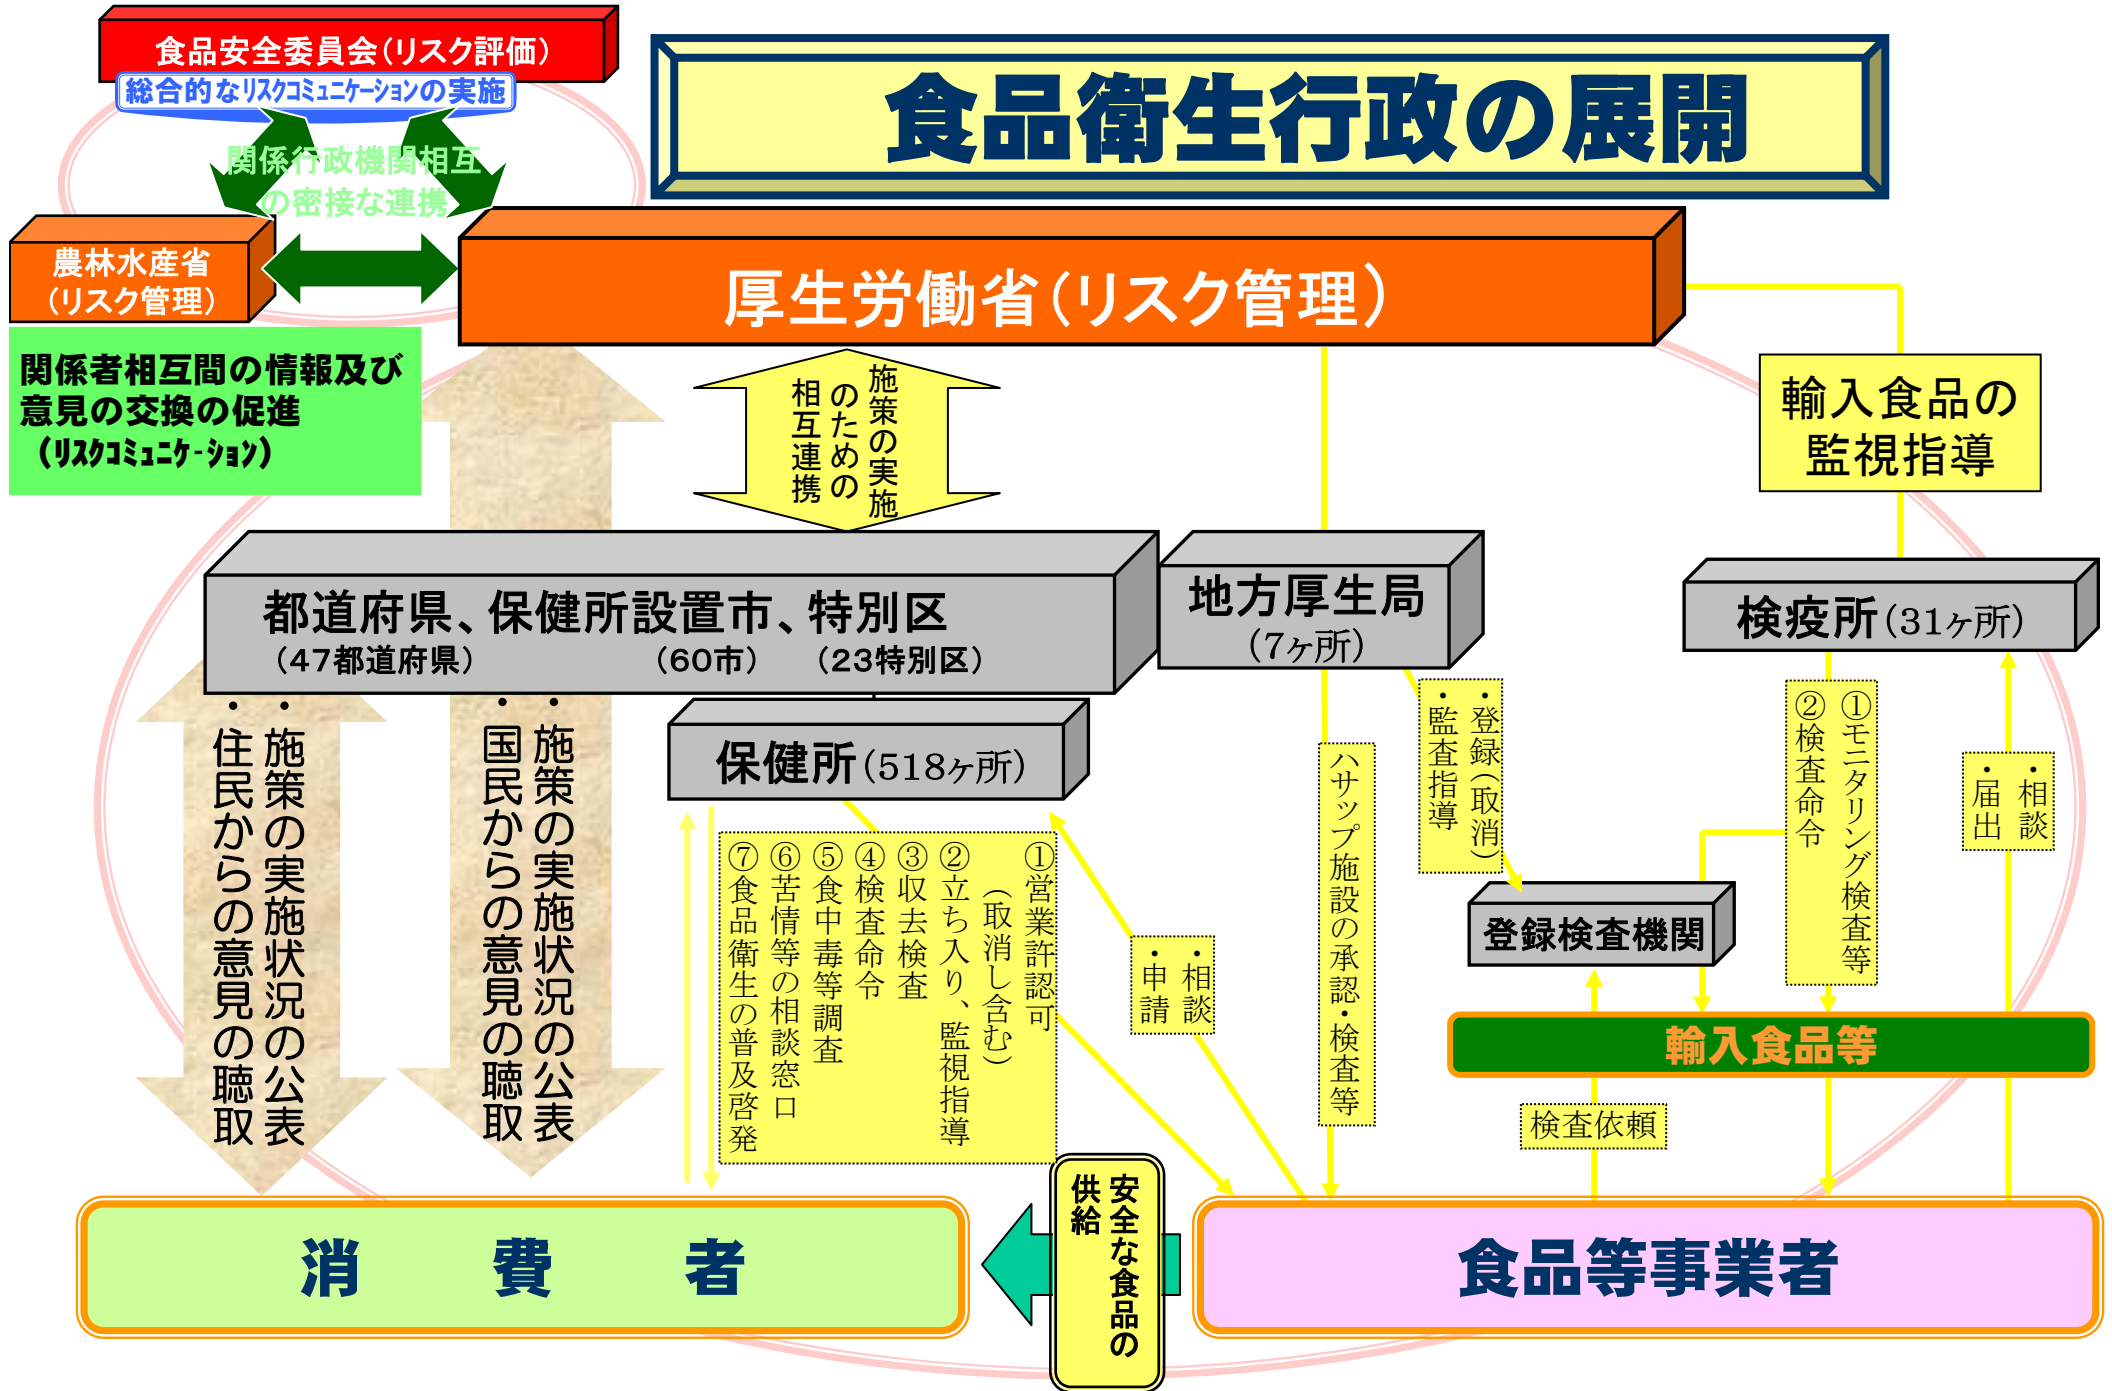 食品安全委員会（リスク評価）
総合的なﾘｽｸｺﾐｭﾆｹｰｼｮﾝの実施
食品衛生行政の展開
関係行政機関相互
の密接な連携
農林水産省
（リスク管理）
厚生労働省（リスク管理）
関係者相互間の情報及び
意見の交換の促進
（ﾘｽｸｺﾐｭﾆｹ-ｼｮﾝ）
施策の実施
のための
相互連携
輸入食品の
監視指導
都道府県、保健所設置市、特別区
（47都道府県）　（60市）　（23特別区）
地方厚生局
（7ヶ所）
検疫所（31ヶ所）
保健所（518ヶ所）
・施策の実施状況の公表
・住民からの意見の聴取
・施策の実施状況の公表
・国民からの意見の聴取
①営業許認可
（取消し含む）
②立ち入り、監視指導
③収去検査
④検査命令
⑤食中毒等調査
⑥苦情等の相談窓口
⑦食品衛生の普及啓発
・相談
・申請
ハサップ施設の承認・検査等
・登録（取消）
・監査指導
登録検査機関
①モニタリング検査等
②検査命令
・相談
・届出
輸入食品等
検査依頼
安全な食品の
供給
消　費　者
食品等事業者